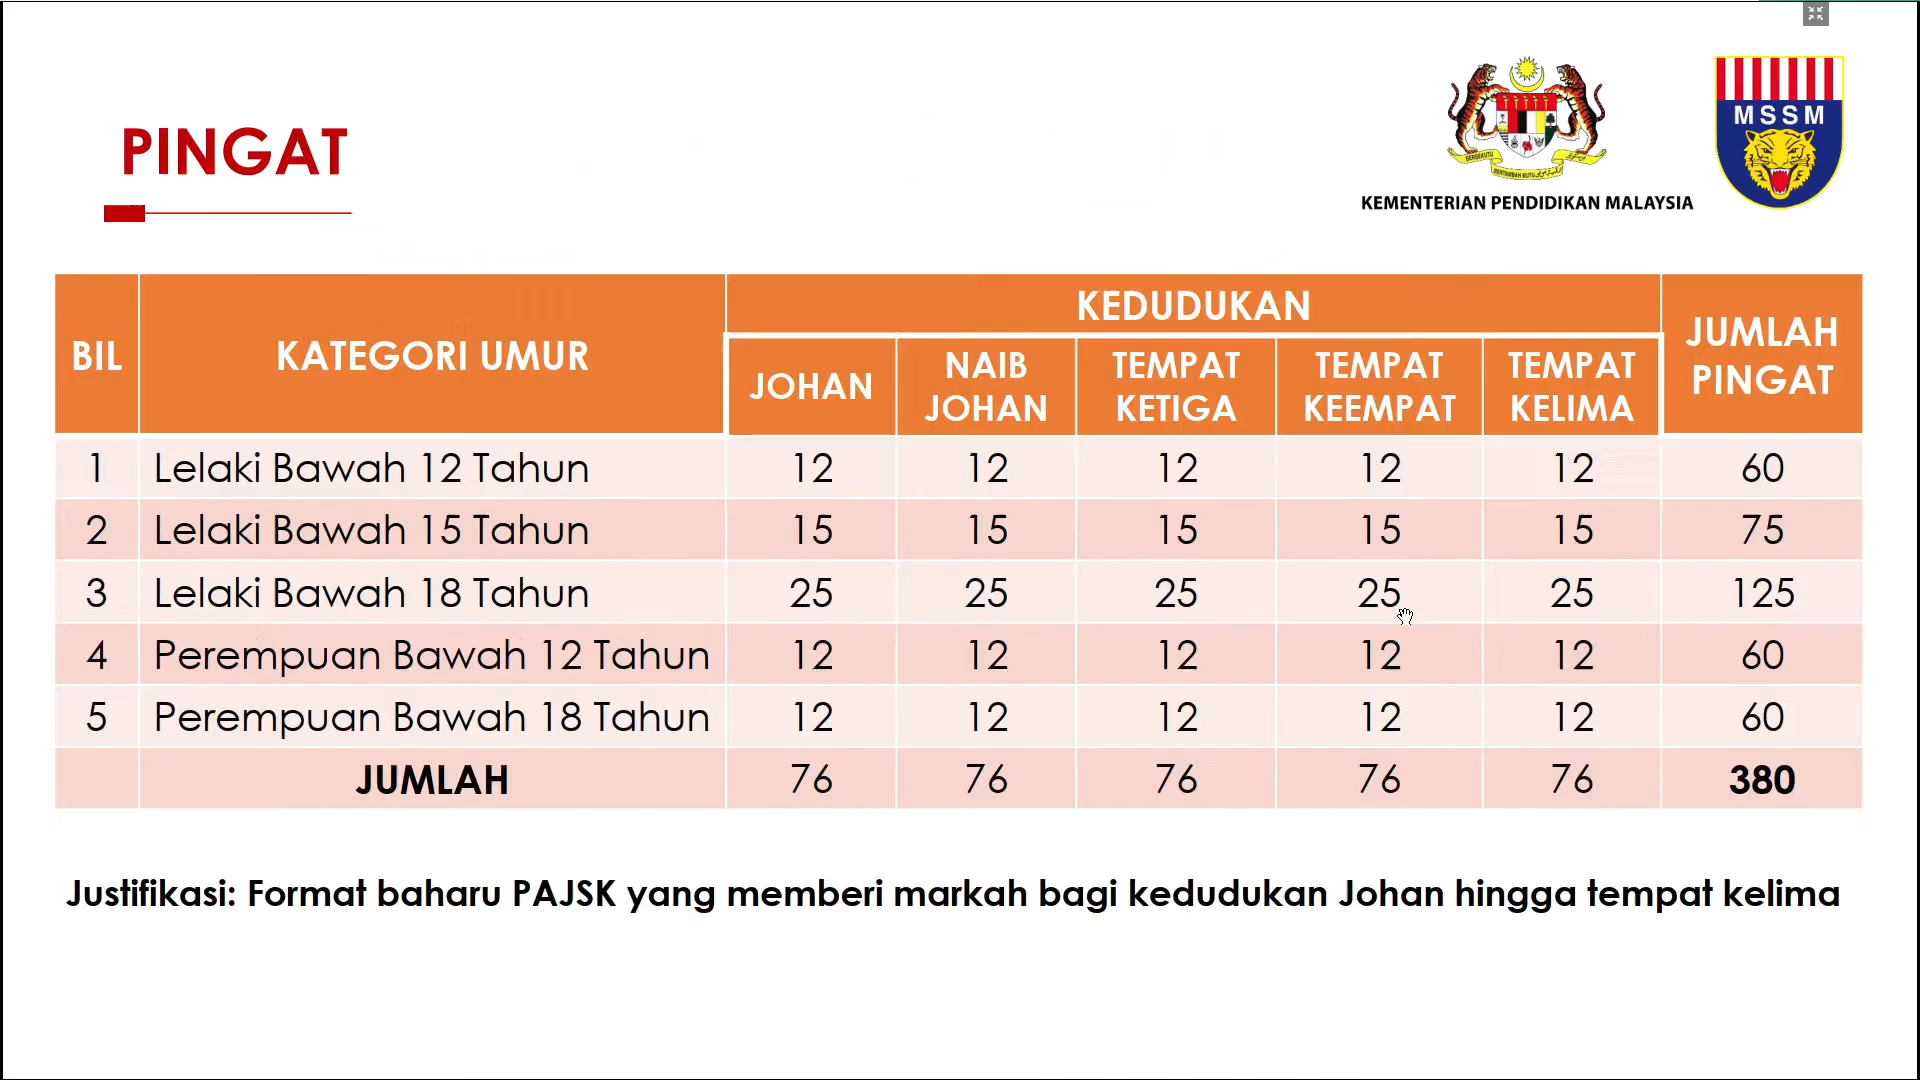 PINGAT
BERSEKUTU
BERTAMBAH MUTU
KEMENTERIAN PENDIDIKAN MALAYSIA
MSSM
BIL KATEGORI UMUR KEDUDUKAN JUMLAH PINGAT
JOHAN NAIB JOHAN TEMPAT KETIGA TEMPAT KEEMPAT TEMPAT KELIMA
1 Lelaki Bawah 12 Tahun 12 12 12 12 12 60
2 Lelaki Bawah 15 Tahun 15 15 15 15 15 75
3 Lelaki Bawah 18 Tahun 25 25 25 25 25 125
4 Perempuan Bawah 12 Tahun 12 12 12 12 12 60
5 Perempuan Bawah 18 Tahun 12 12 12 12 12 60
JUMLAH 76 76 76 76 76 380
Justifikasi: Format baharu PAJSK yang memberi markah bagi kedudukan Johan hingga tempat kelima